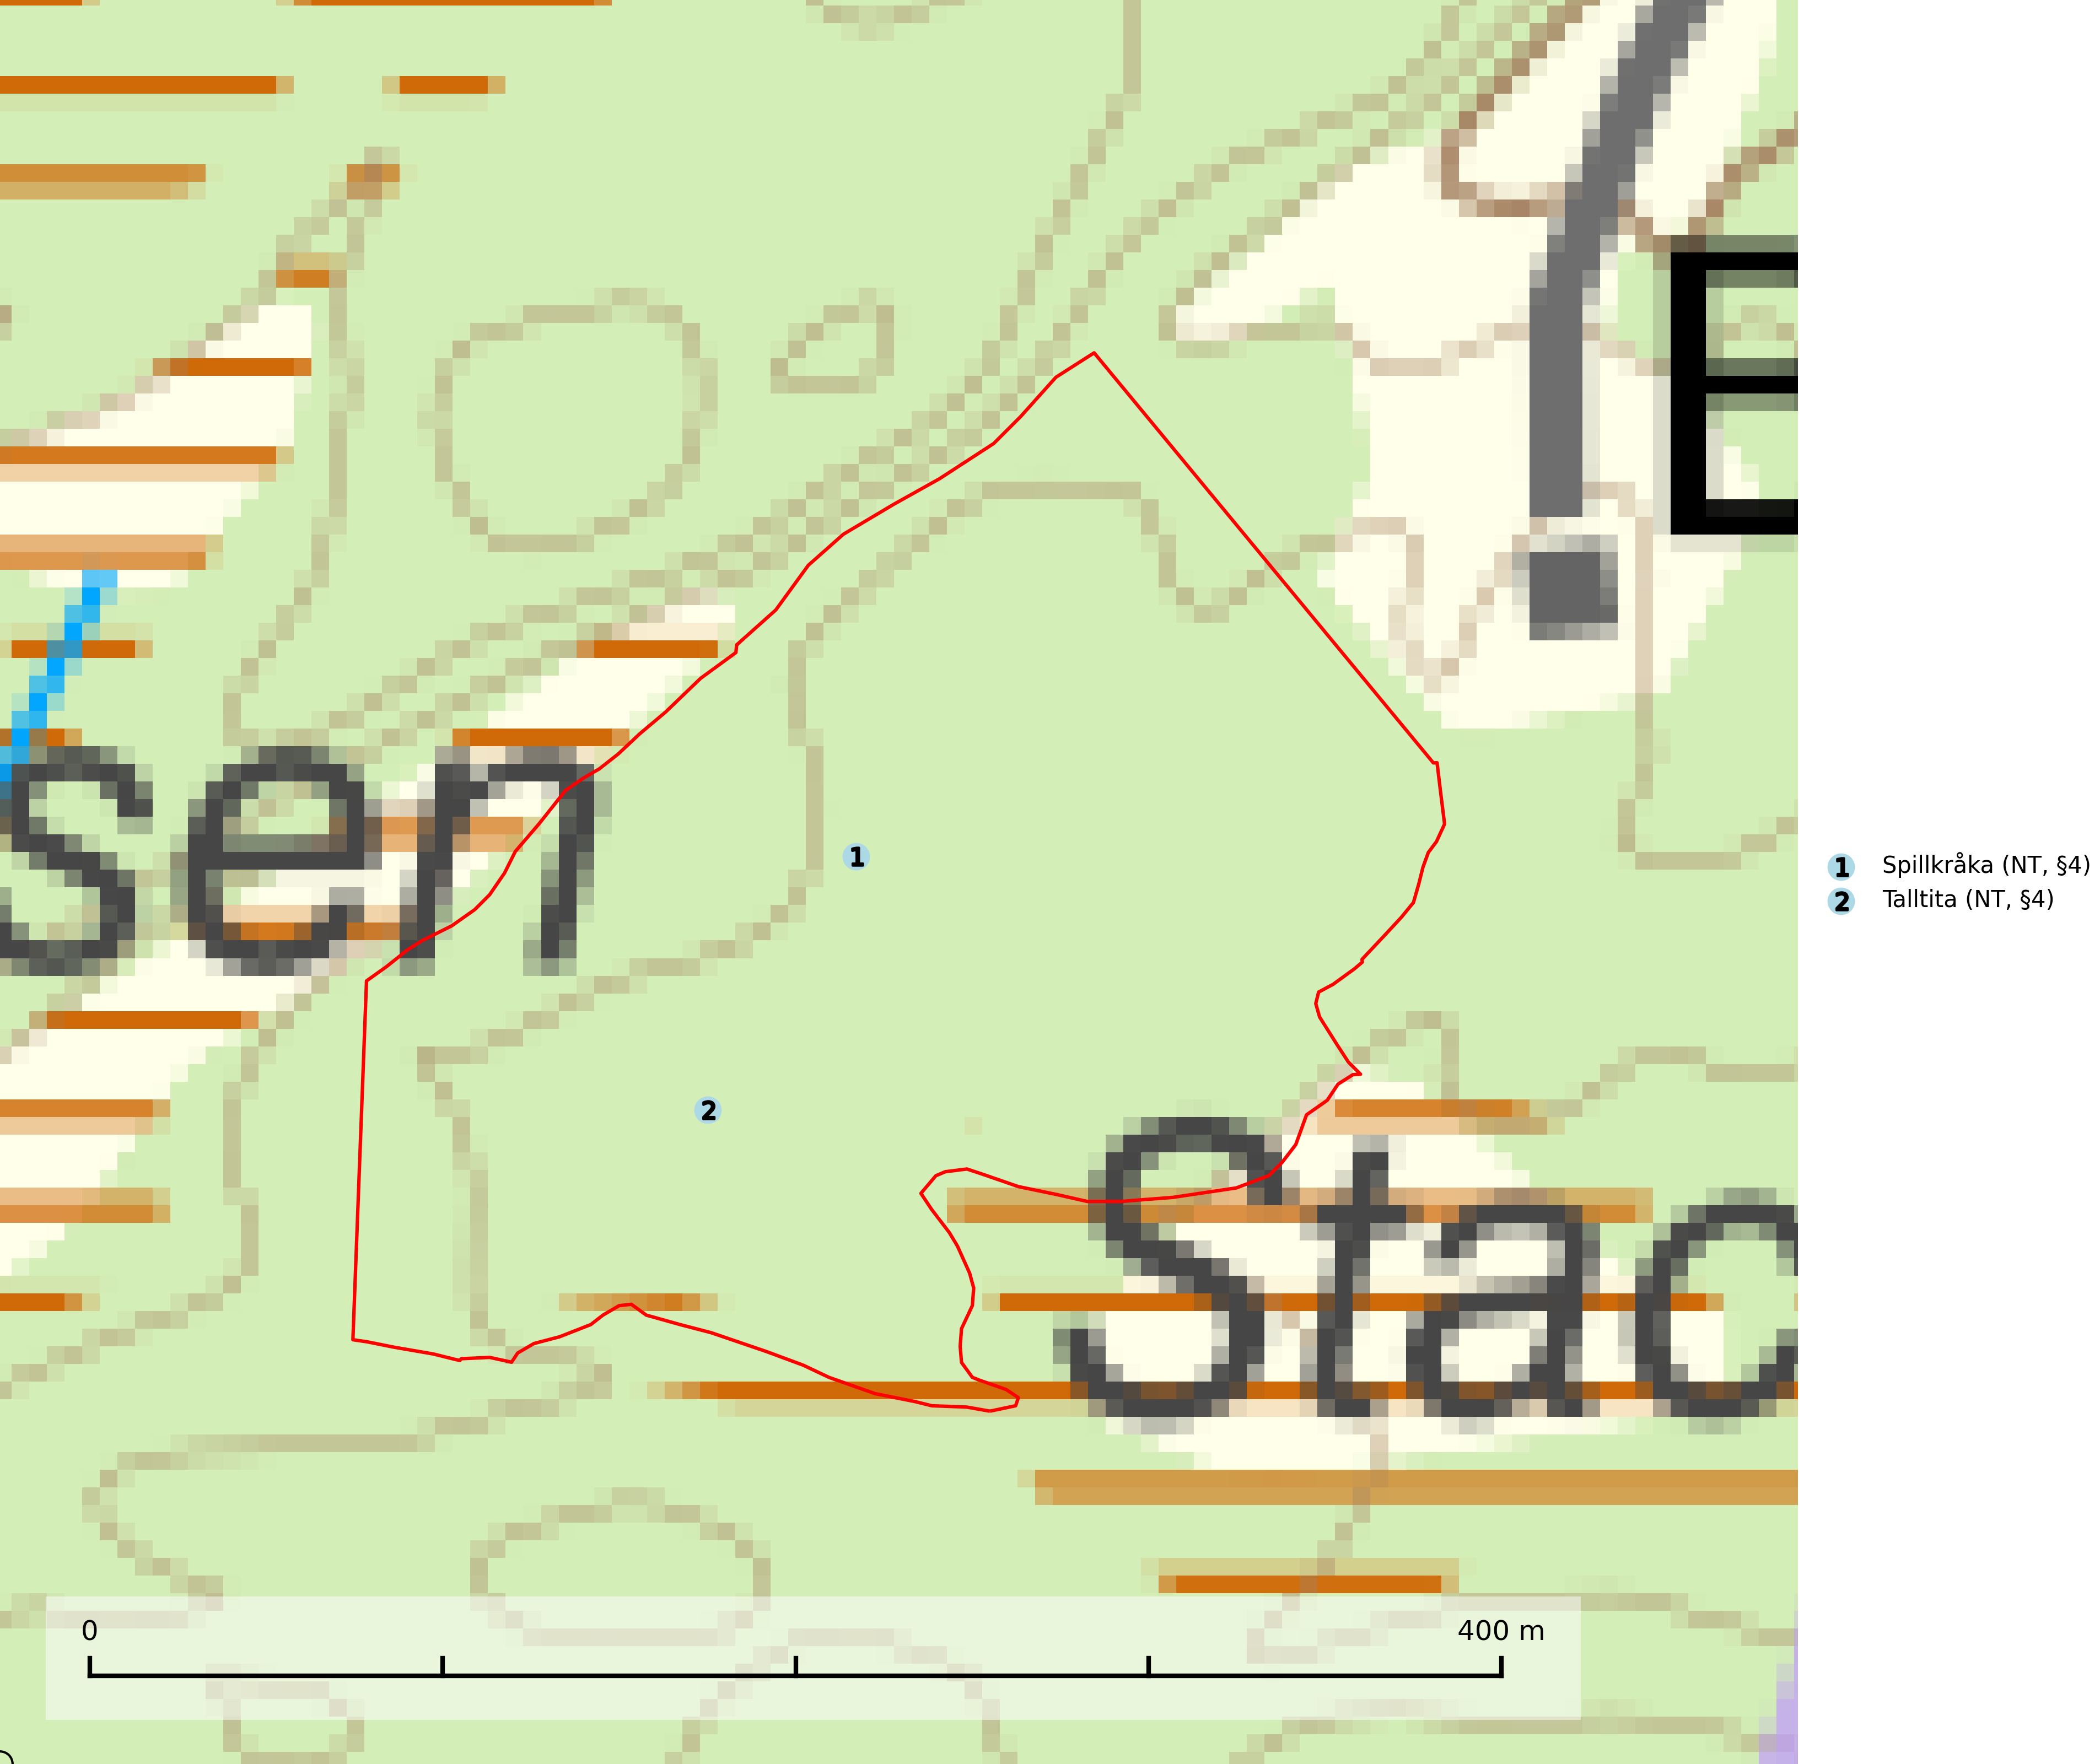 sen
1
2
Stac
1 Spillkråka (NT, §4)
2 Talltita (NT, §4)
0 400 m